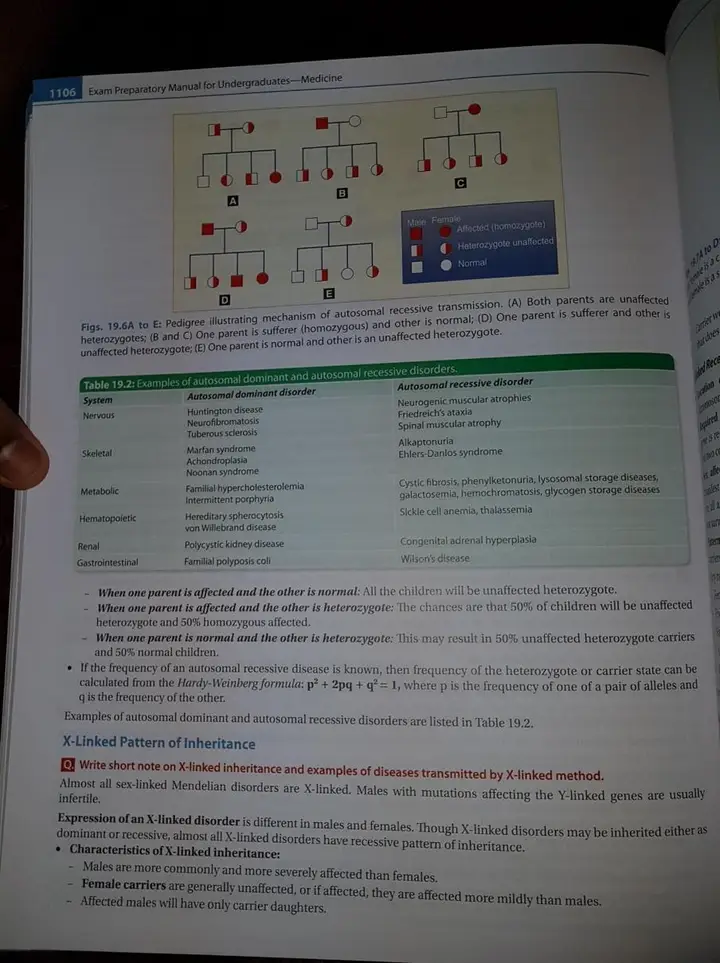 1106 Exam Preparatory Manual for Undergraduates—Medicine
A
B
C
D
E
Male Female
Affected (homozygote)
Heterozygote unaffected
Normal
Figs. 19.6A to E: Pedigree illustrating mechanism of autosomal recessive transmission. (A) Both parents are unaffected
heterozygotes; (B and C) One parent is sufferer (homozygous) and other is normal; (D) One parent is sufferer and other is
unaffected heterozygote; (E) One parent is normal and other is an unaffected heterozygote.
Table 19.2: Examples of autosomal dominant and autosomal recessive disorders.
System Autosomal dominant disorder Autosomal recessive disorder
Nervous Huntington disease Neurogenic muscular atrophies
Neurofibromatosis Friedreich's ataxia
Tuberous sclerosis Spinal muscular atrophy
Skeletal Marfan syndrome Alkaptonuria
Achondroplasia Ehlers-Danlos syndrome
Noonan syndrome
Metabolic Familial hypercholesterolemia Cystic fibrosis, phenylketonuria, lysosomal storage diseases,
Intermittent porphyria galactosemia, hemochromatosis, glycogen storage diseases
Hematopoietic Hereditary spherocytosis Sickle cell anemia, thalassemia
von Willebrand disease
Renal Polycystic kidney disease Congenital adrenal hyperplasia
Gastrointestinal Familial polyposis coli Wilson's disease
– When one parent is affected and the other is normal: All the children will be unaffected heterozygote.
– When one parent is affected and the other is heterozygote: The chances are that 50% of children will be unaffected
heterozygote and 50% homozygous affected.
– When one parent is normal and the other is heterozygote: This may result in 50% unaffected heterozygote carriers
and 50% normal children.
• If the frequency of an autosomal recessive disease is known, then frequency of the heterozygote or carrier state can be
calculated from the Hardy-Weinberg formula: p² + 2pq + q² = 1, where p is the frequency of one of a pair of alleles and
q is the frequency of the other.
Examples of autosomal dominant and autosomal recessive disorders are listed in Table 19.2.
X-Linked Pattern of Inheritance
Q. Write short note on X-linked inheritance and examples of diseases transmitted by X-linked method.
Almost all sex-linked Mendelian disorders are X-linked. Males with mutations affecting the Y-linked genes are usually
infertile.
Expression of an X-linked disorder is different in males and females. Though X-linked disorders may be inherited either as
dominant or recessive, almost all X-linked disorders have recessive pattern of inheritance.
• Characteristics of X-linked inheritance:
– Males are more commonly and more severely affected than females.
– Female carriers are generally unaffected, or if affected, they are affected more mildly than males.
– Affected males will have only carrier daughters.